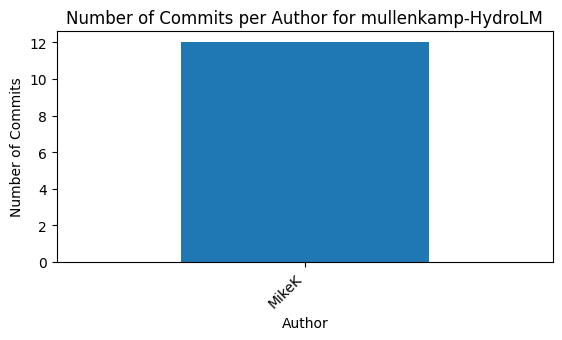 Number of Commits per Author for mullenkamp-HydroLM
Number of Commits
12
10
8
6
4
2
0
MikeK
Author